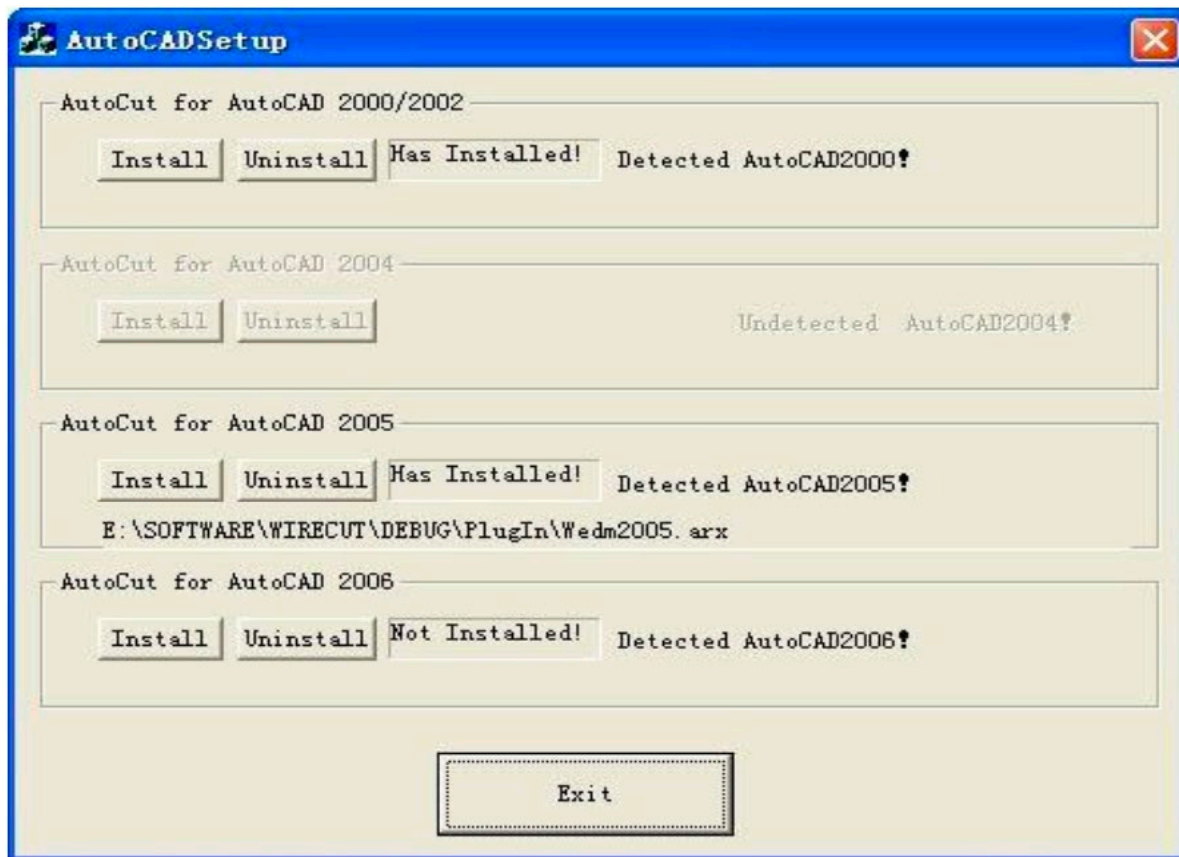 AutoCADSetup
AutoCut for AutoCAD 2000/2002
Install Uninstall Has Installed! Detected AutoCAD2000!
AutoCut for AutoCAD 2004
Install Uninstall Undetected AutoCAD2004!
AutoCut for AutoCAD 2005
Install Uninstall Has Installed! Detected AutoCAD2005!
E:\SOFTWARE\WIRECUT\DEBUG\PlugIn\Wedm2005.arx
AutoCut for AutoCAD 2006
Install Uninstall Not Installed! Detected AutoCAD2006!
Exit